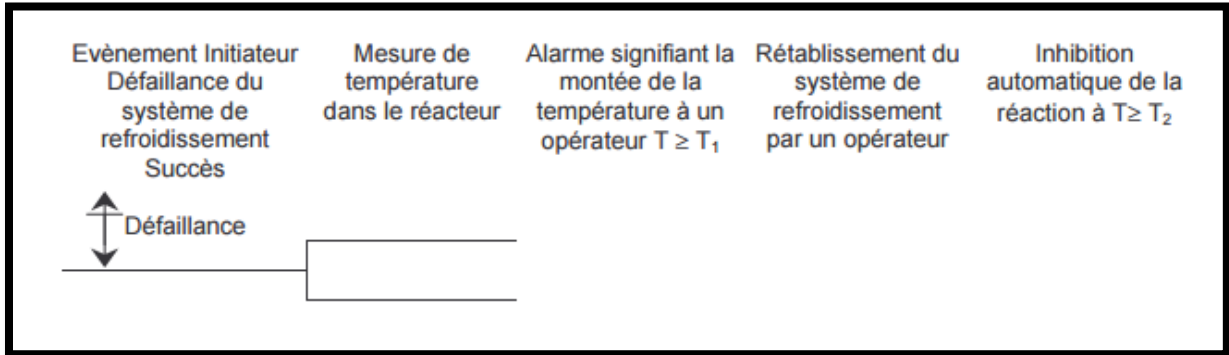 Evènement Initiateur
Défaillance du
système de
refroidissement
Succès
Défaillance
Mesure de
température
dans le réacteur
Alarme signifiant la
montée de la
température à un
opérateur T ≥ T₁
Rétablissement du
système de
refroidissement
par un opérateur
Inhibition
automatique de la
réaction à T≥ T₂